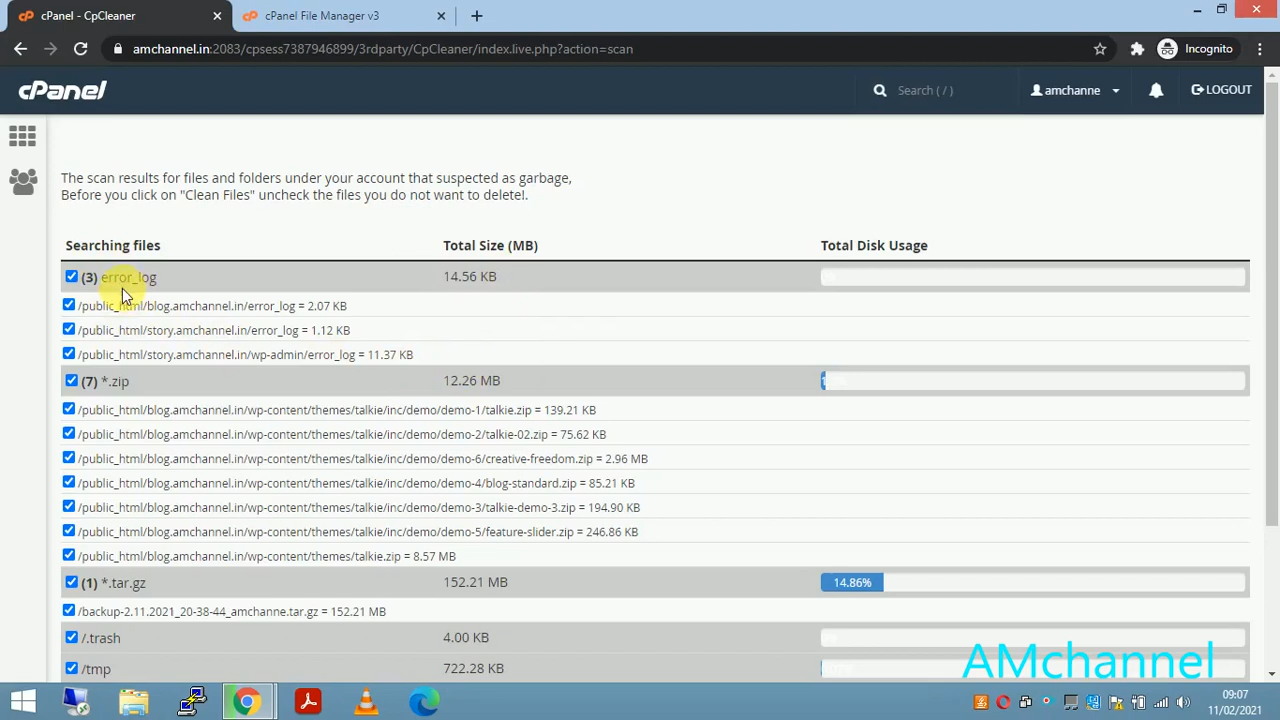 cPanel - CpCleaner
cPanel File Manager v3
amchannel.in:2083/cpsess7387946899/3rdparty/CpCleaner/index.live.php?action=scan
Incognito
cPanel
Search ( / )
amchanne
LOGOUT
The scan results for files and folders under your account that suspected as garbage,
Before you click on "Clean Files" uncheck the files you do not want to deletel.
Searching files Total Size (MB) Total Disk Usage
(3) error_log 14.56 KB
/public_html/blog.amchannel.in/error_log = 2.07 KB
/public_html/story.amchannel.in/error_log = 1.12 KB
/public_html/story.amchannel.in/wp-admin/error_log = 11.37 KB
(7) *.zip 12.26 MB
/public_html/blog.amchannel.in/wp-content/themes/talkie/inc/demo/demo-1/talkie.zip = 139.21 KB
/public_html/blog.amchannel.in/wp-content/themes/talkie/inc/demo/demo-2/talkie-02.zip = 75.62 KB
/public_html/blog.amchannel.in/wp-content/themes/talkie/inc/demo/demo-6/creative-freedom.zip = 2.96 MB
/public_html/blog.amchannel.in/wp-content/themes/talkie/inc/demo/demo-4/blog-standard.zip = 85.21 KB
/public_html/blog.amchannel.in/wp-content/themes/talkie/inc/demo/demo-3/talkie-demo-3.zip = 194.90 KB
/public_html/blog.amchannel.in/wp-content/themes/talkie/inc/demo/demo-5/feature-slider.zip = 246.86 KB
/public_html/blog.amchannel.in/wp-content/themes/talkie.zip = 8.57 MB
(1) *.tar.gz 152.21 MB 14.86%
/backup-2.11.2021_20-38-44_amchanne.tar.gz = 152.21 MB
/.trash 4.00 KB
/tmp 722.28 KB
AMchannel
09:07
11/02/2021